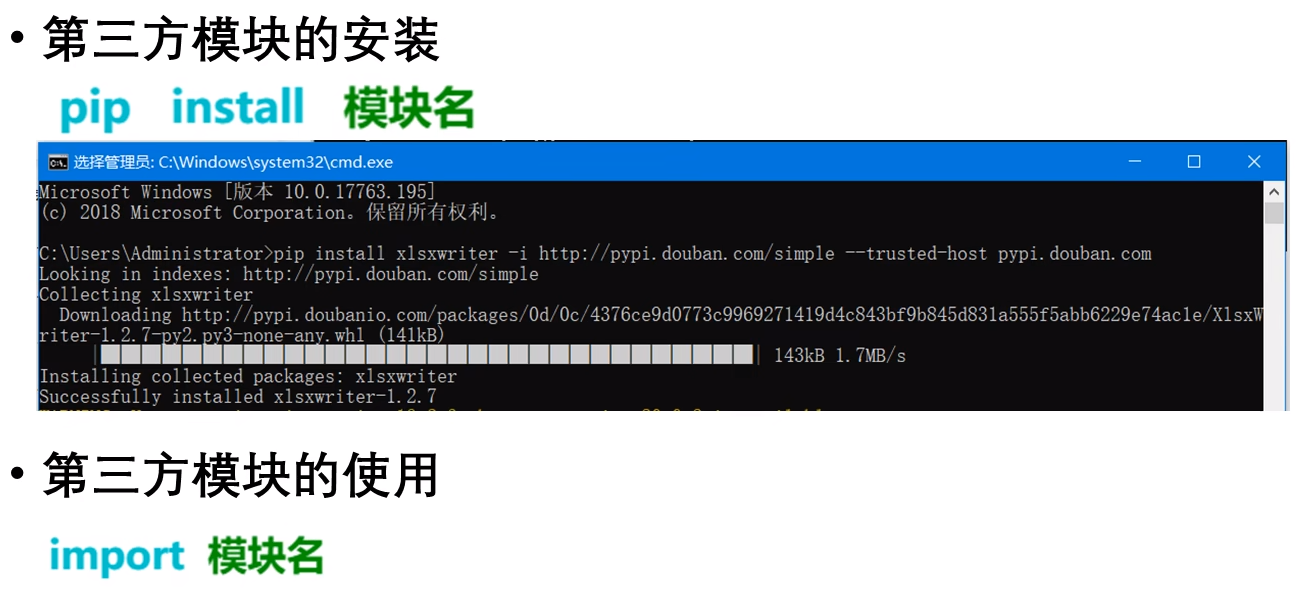 • 第三方模块的安装
pip install 模块名
选择管理员: C:\Windows\system32\cmd.exe
Microsoft Windows [版本 10.0.17763.195]
(c) 2018 Microsoft Corporation。保留所有权利。
C:\Users\Administrator>pip install xlsxwriter -i http://pypi.douban.com/simple --trusted-host pypi.douban.com
Looking in indexes: http://pypi.douban.com/simple
Collecting xlsxwriter
Downloading http://pypi.doubanio.com/packages/0d/0c/4376ce9d0773c9969271419d4c843bf9b845d831a555f5abb6229e74ac1e/XlsxW
riter-1.2.7-py2.py3-none-any.whl (141kB)
143kB 1.7MB/s
Installing collected packages: xlsxwriter
Successfully installed xlsxwriter-1.2.7
• 第三方模块的使用
import 模块名